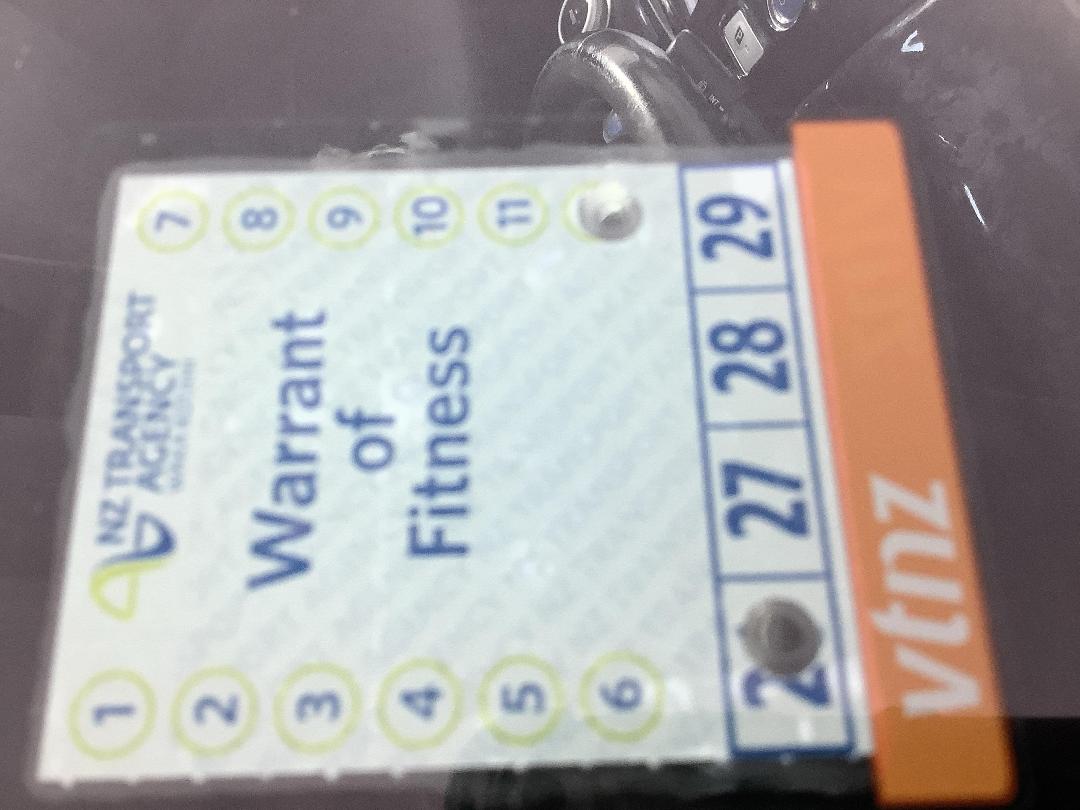 NZ TRANSPORT
AGENCY
1
7
2
8
3
9
4
10
5
11
6
Warrant
of
Fitness
27
28
29
vtnz